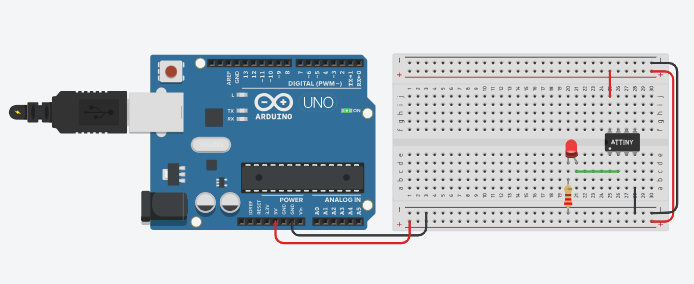 AREF
GND
13
12
~11
~10
~9
8
7
~6
~5
4
~3
2
TX→1
RX←0
DIGITAL (PWM~)
L
TX
RX
UNO
ARDUINO
ON
ATTINY
POWER
ANALOG IN
IOREF
RESET
3.3V
5V
GND
GND
Vin
A0
A1
A2
A3
A4
A5